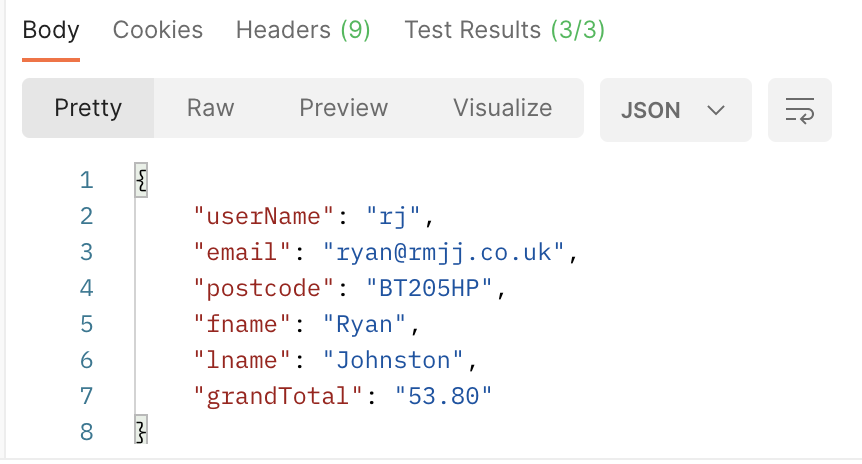 Body Cookies Headers (9) Test Results (3/3)
Pretty Raw Preview Visualize JSON
1 {
2 "userName": "rj",
3 "email": "ryan@rmjj.co.uk",
4 "postcode": "BT205HP",
5 "fname": "Ryan",
6 "lname": "Johnston",
7 "grandTotal": "53.80"
8 }